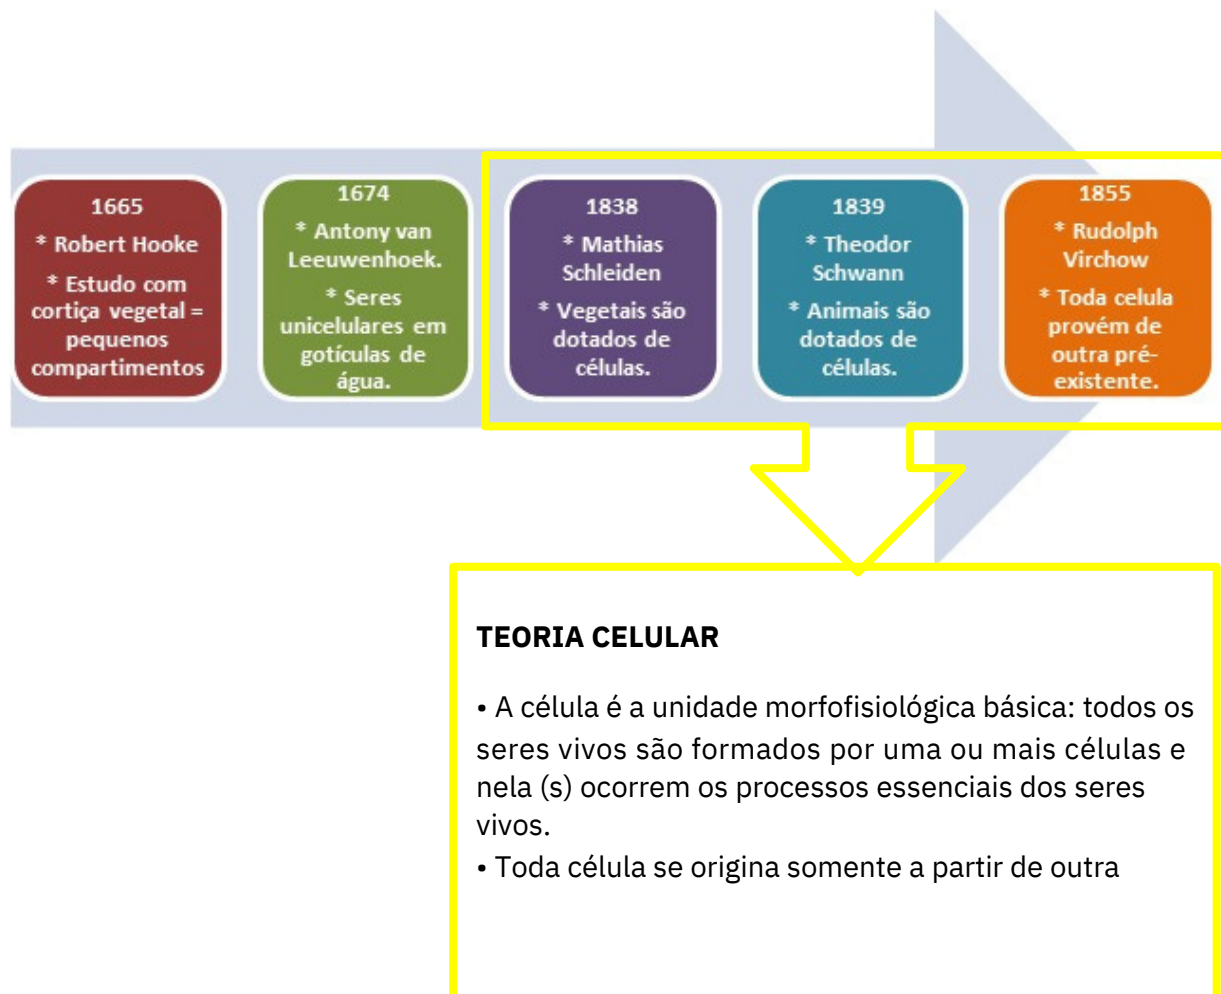 1665
* Robert Hooke
* Estudo com
cortiça vegetal =
pequenos
compartimentos
1674
* Antony van
Leeuwenhoek.
* Seres
unicelulares em
gotículas de
água.
1838
* Mathias
Schleiden
* Vegetais são
dotados de
células.
1839
* Theodor
Schwann
* Animais são
dotados de
células.
1855
* Rudolph
Virchow
* Toda celula
provém de
outra pré-
existente.
TEORIA CELULAR
• A célula é a unidade morfofisiológica básica: todos os
seres vivos são formados por uma ou mais células e
nela (s) ocorrem os processos essenciais dos seres
vivos.
• Toda célula se origina somente a partir de outra